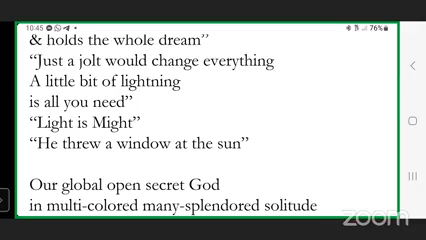 10:45
76%
& holds the whole dream”
“Just a jolt would change everything
A little bit of lightning
is all you need”
“Light is Might”
“He threw a window at the sun”
Our global open secret God
in multi-colored many-splendored solitude
zoom